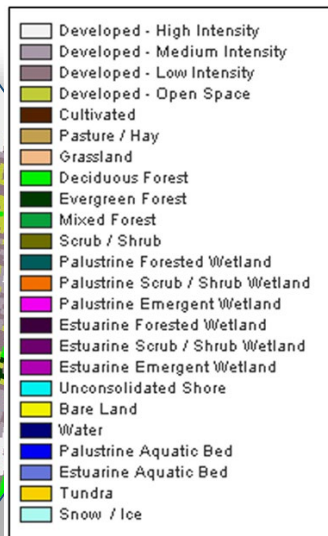 Developed - High Intensity
Developed - Medium Intensity
Developed - Low Intensity
Developed - Open Space
Cultivated
Pasture / Hay
Grassland
Deciduous Forest
Evergreen Forest
Mixed Forest
Scrub / Shrub
Palustrine Forested Wetland
Palustrine Scrub / Shrub Wetland
Palustrine Emergent Wetland
Estuarine Forested Wetland
Estuarine Scrub / Shrub Wetland
Estuarine Emergent Wetland
Unconsolidated Shore
Bare Land
Water
Palustrine Aquatic Bed
Estuarine Aquatic Bed
Tundra
Snow / Ice